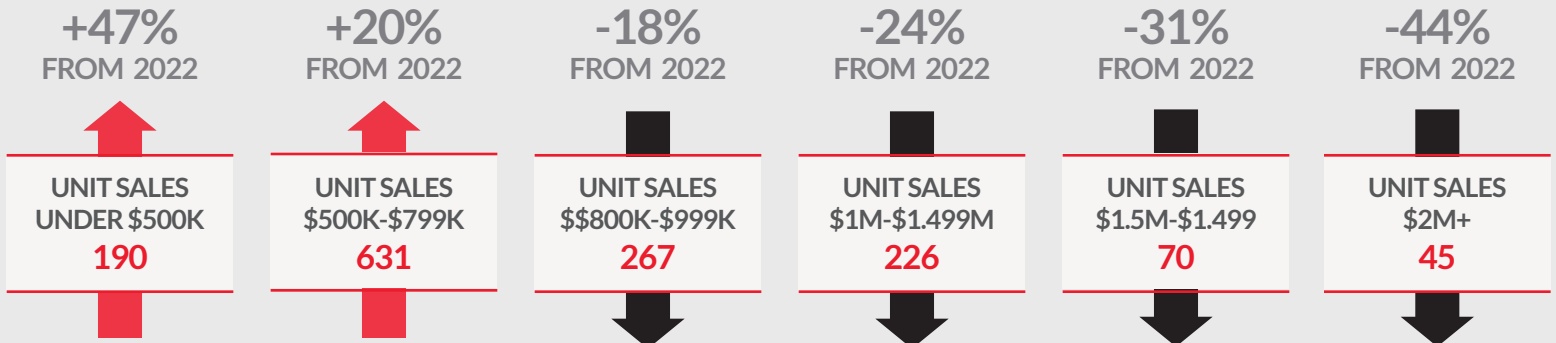 +47%
FROM 2022
UNIT SALES
UNDER $500K
190
+20%
FROM 2022
UNIT SALES
$500K-$799K
631
-18%
FROM 2022
UNIT SALES
$$800K-$999K
267
-24%
FROM 2022
UNIT SALES
$1M-$1.499M
226
-31%
FROM 2022
UNIT SALES
$1.5M-$1.499
70
-44%
FROM 2022
UNIT SALES
$2M+
45